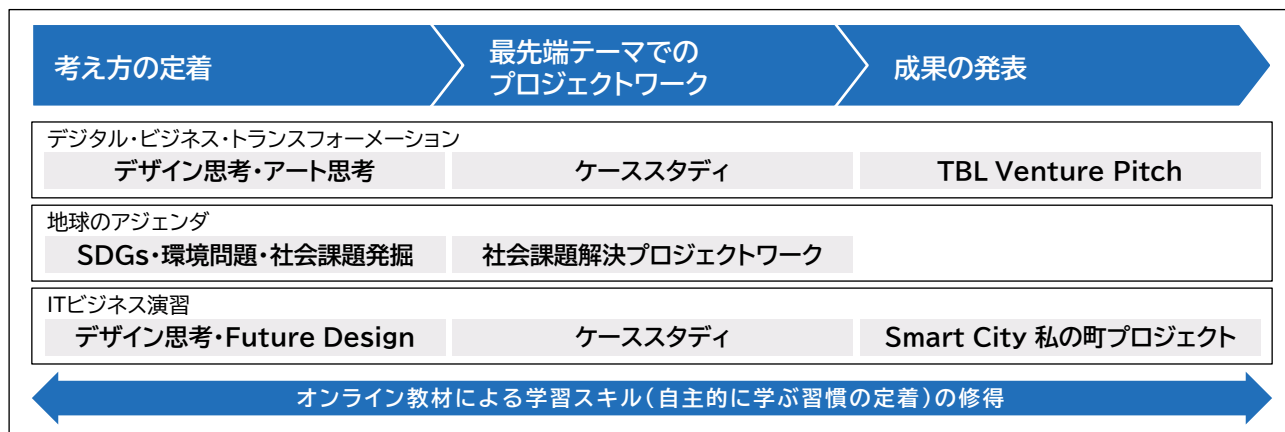 考え方の定着
最先端テーマでの
プロジェクトワーク
成果の発表
デジタル・ビジネス・トランスフォーメーション
デザイン思考・アート思考
ケーススタディ
TBL Venture Pitch
地球のアジェンダ
SDGs・環境問題・社会課題発掘
社会課題解決プロジェクトワーク
ITビジネス演習
デザイン思考・Future Design
ケーススタディ
Smart City 私の町プロジェクト
オンライン教材による学習スキル（自主的に学ぶ習慣の定着）の修得